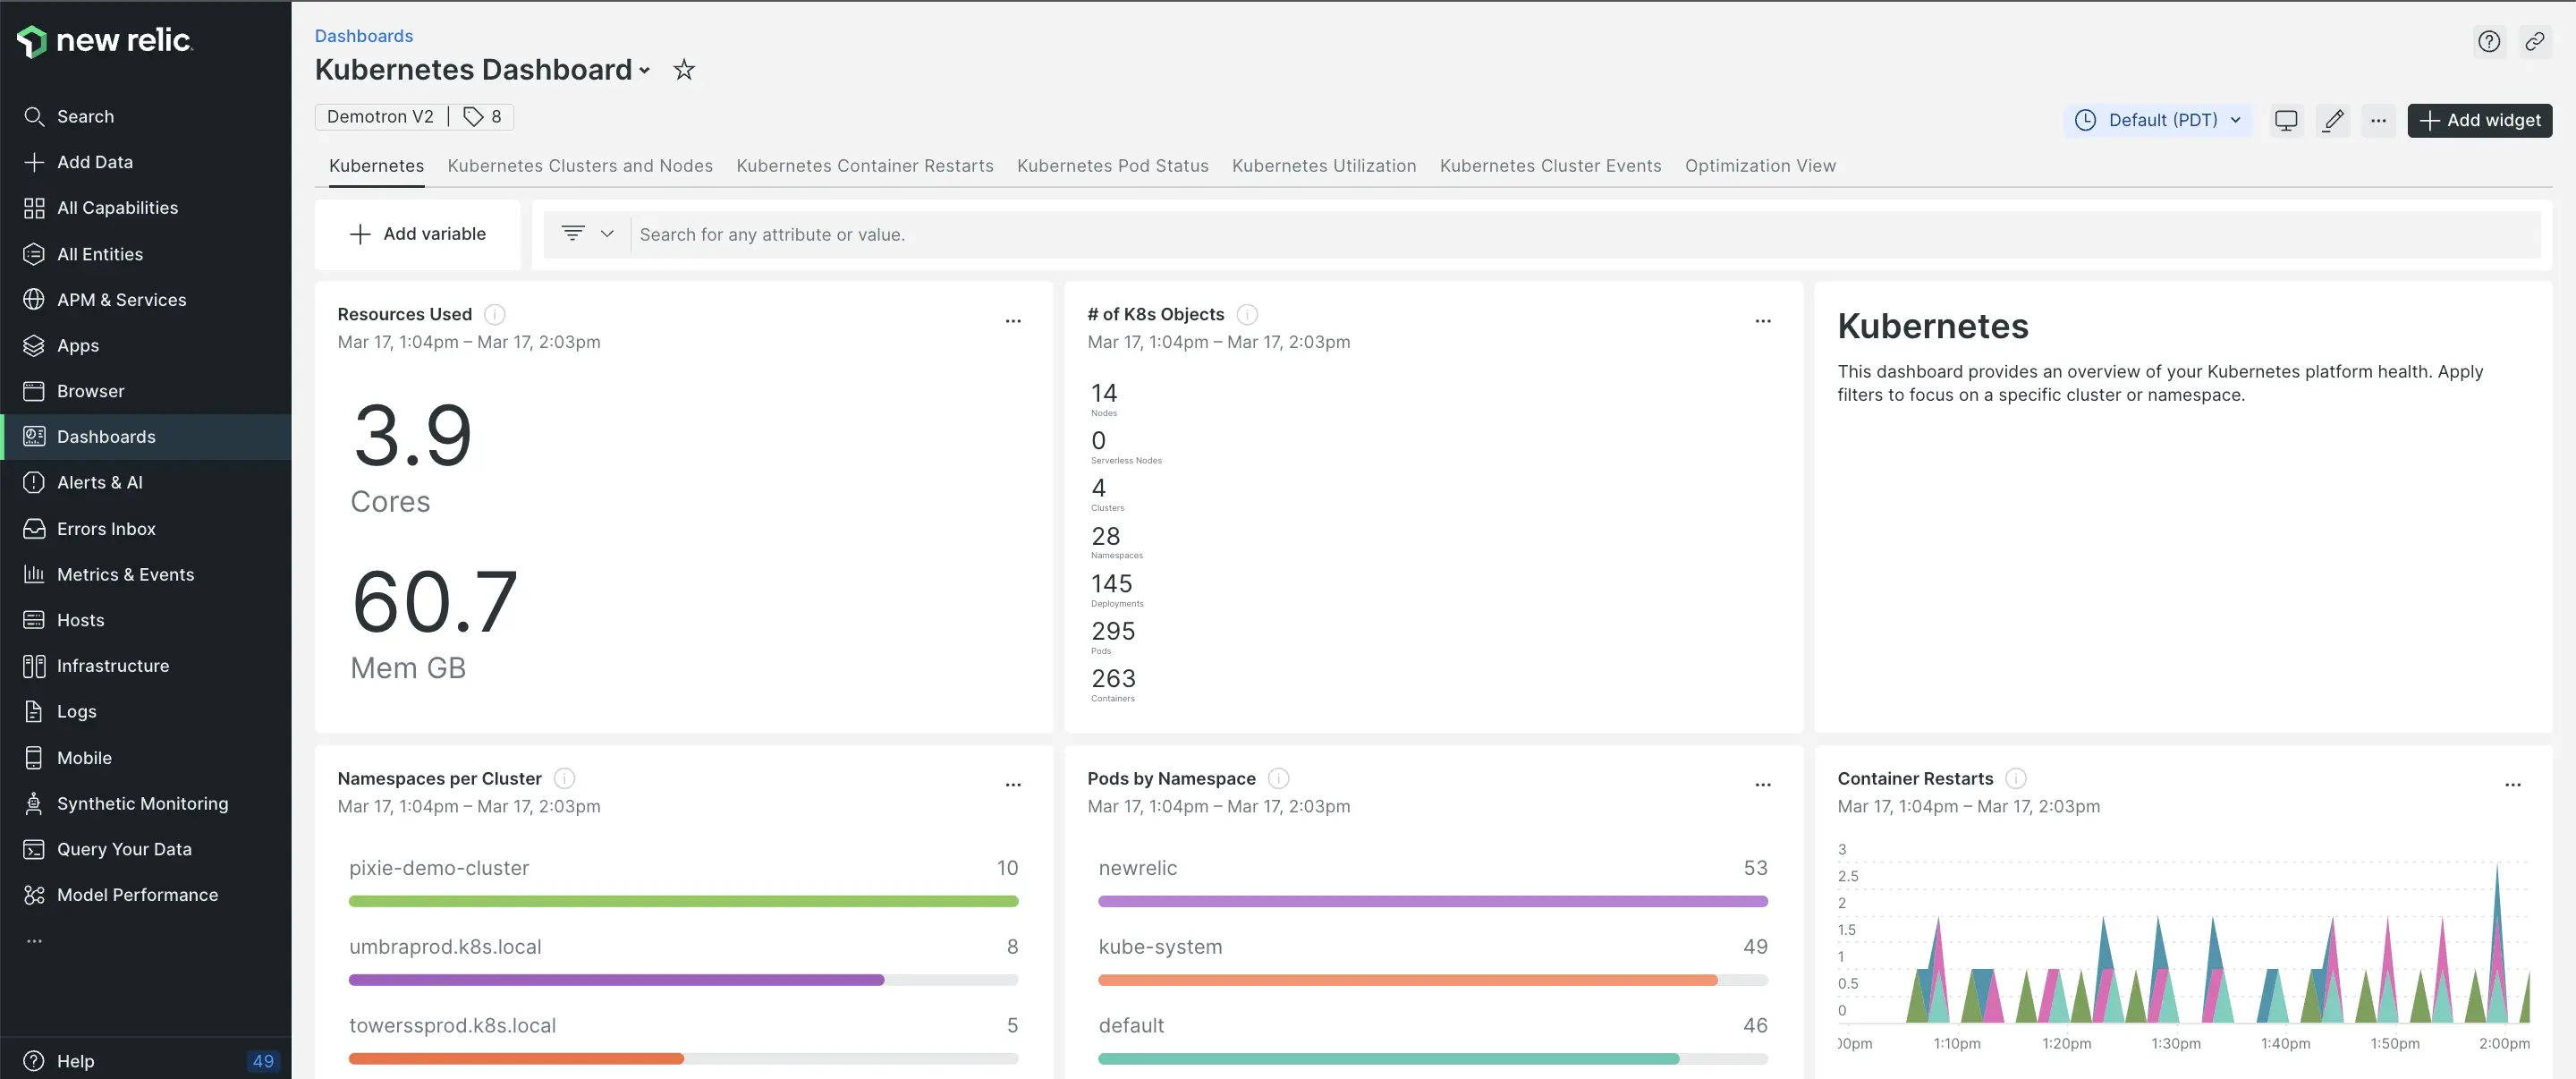 new relic
Search
Add Data
All Capabilities
All Entities
APM & Services
Apps
Browser
Dashboards
Alerts & AI
Errors Inbox
Metrics & Events
Hosts
Infrastructure
Logs
Mobile
Synthetic Monitoring
Query Your Data
Model Performance
...
Help 49
Dashboards
Kubernetes Dashboard
Demotron V2 | 8
Default (PDT)
... 
Add widget
Kubernetes Kubernetes Clusters and Nodes Kubernetes Container Restarts Kubernetes Pod Status Kubernetes Utilization Kubernetes Cluster Events Optimization View
Add variable
Search for any attribute or value.
Resources Used
Mar 17, 1:04pm – Mar 17, 2:03pm
3.9
Cores
60.7
Mem GB
# of K8s Objects
Mar 17, 1:04pm – Mar 17, 2:03pm
14
Nodes
0
Serverless Nodes
4
Clusters
28
Namespaces
145
Deployments
295
Pods
263
Containers
Kubernetes
This dashboard provides an overview of your Kubernetes platform health. Apply
filters to focus on a specific cluster or namespace.
Namespaces per Cluster
Mar 17, 1:04pm – Mar 17, 2:03pm
pixie-demo-cluster 10
umbraprod.k8s.local 8
towerssprod.k8s.local 5
Pods by Namespace
Mar 17, 1:04pm – Mar 17, 2:03pm
newrelic 53
kube-system 49
default 46
Container Restarts
Mar 17, 1:04pm – Mar 17, 2:03pm
3
2.5
2
1.5
1
0.5
0
00pm 1:10pm 1:20pm 1:30pm 1:40pm 1:50pm 2:00pm